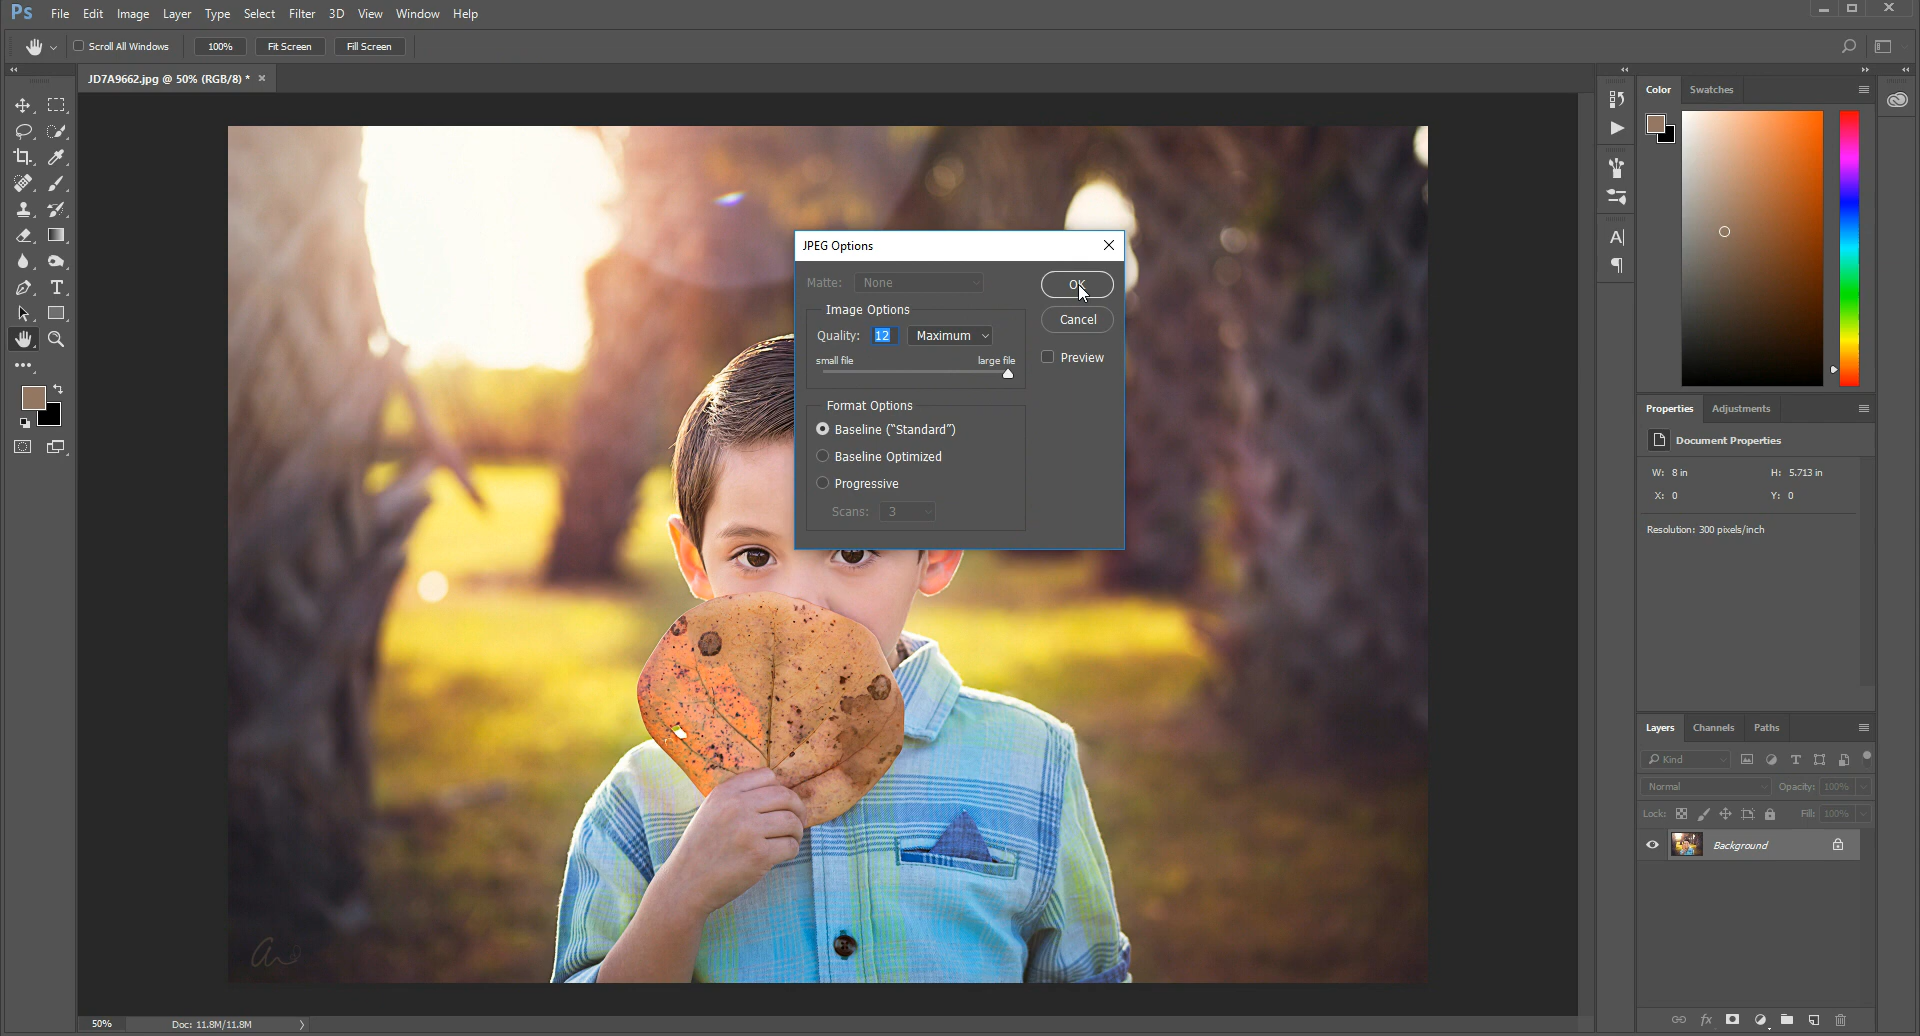 Ps File Edit Image Layer Type Select Filter 3D View Window Help
Scroll All Windows 100% Fit Screen Fill Screen
JD7A9662.jpg @ 50% (RGB/8) *
Color Swatches
JPEG Options
Matte: None
OK
Image Options
Cancel
Quality: 12 Maximum
Preview
small file large file
Format Options
Baseline (“Standard”)
Baseline Optimized
Progressive
Scans: 3
Properties Adjustments
Document Properties
W: 8 in H: 5.713 in
X: 0 Y: 0
Resolution: 300 pixels/inch
Layers Channels Paths
Kind
Normal Opacity: 100%
Lock: Fill: 100%
Background
fx
50% Doc: 11.8M/11.8M